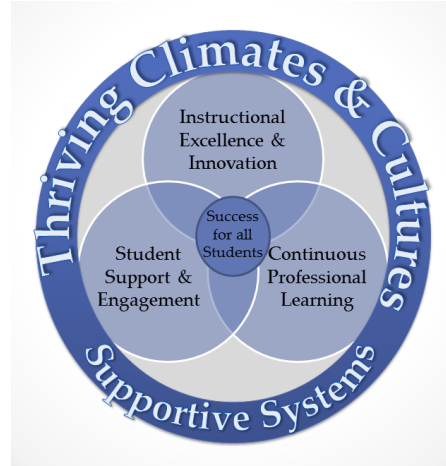 Thriving Climates & Cultures
Instructional
Excellence &
Innovation
Success
for all
Students
Student
Support &
Engagement
Continuous
Professional
Learning
Supportive Systems